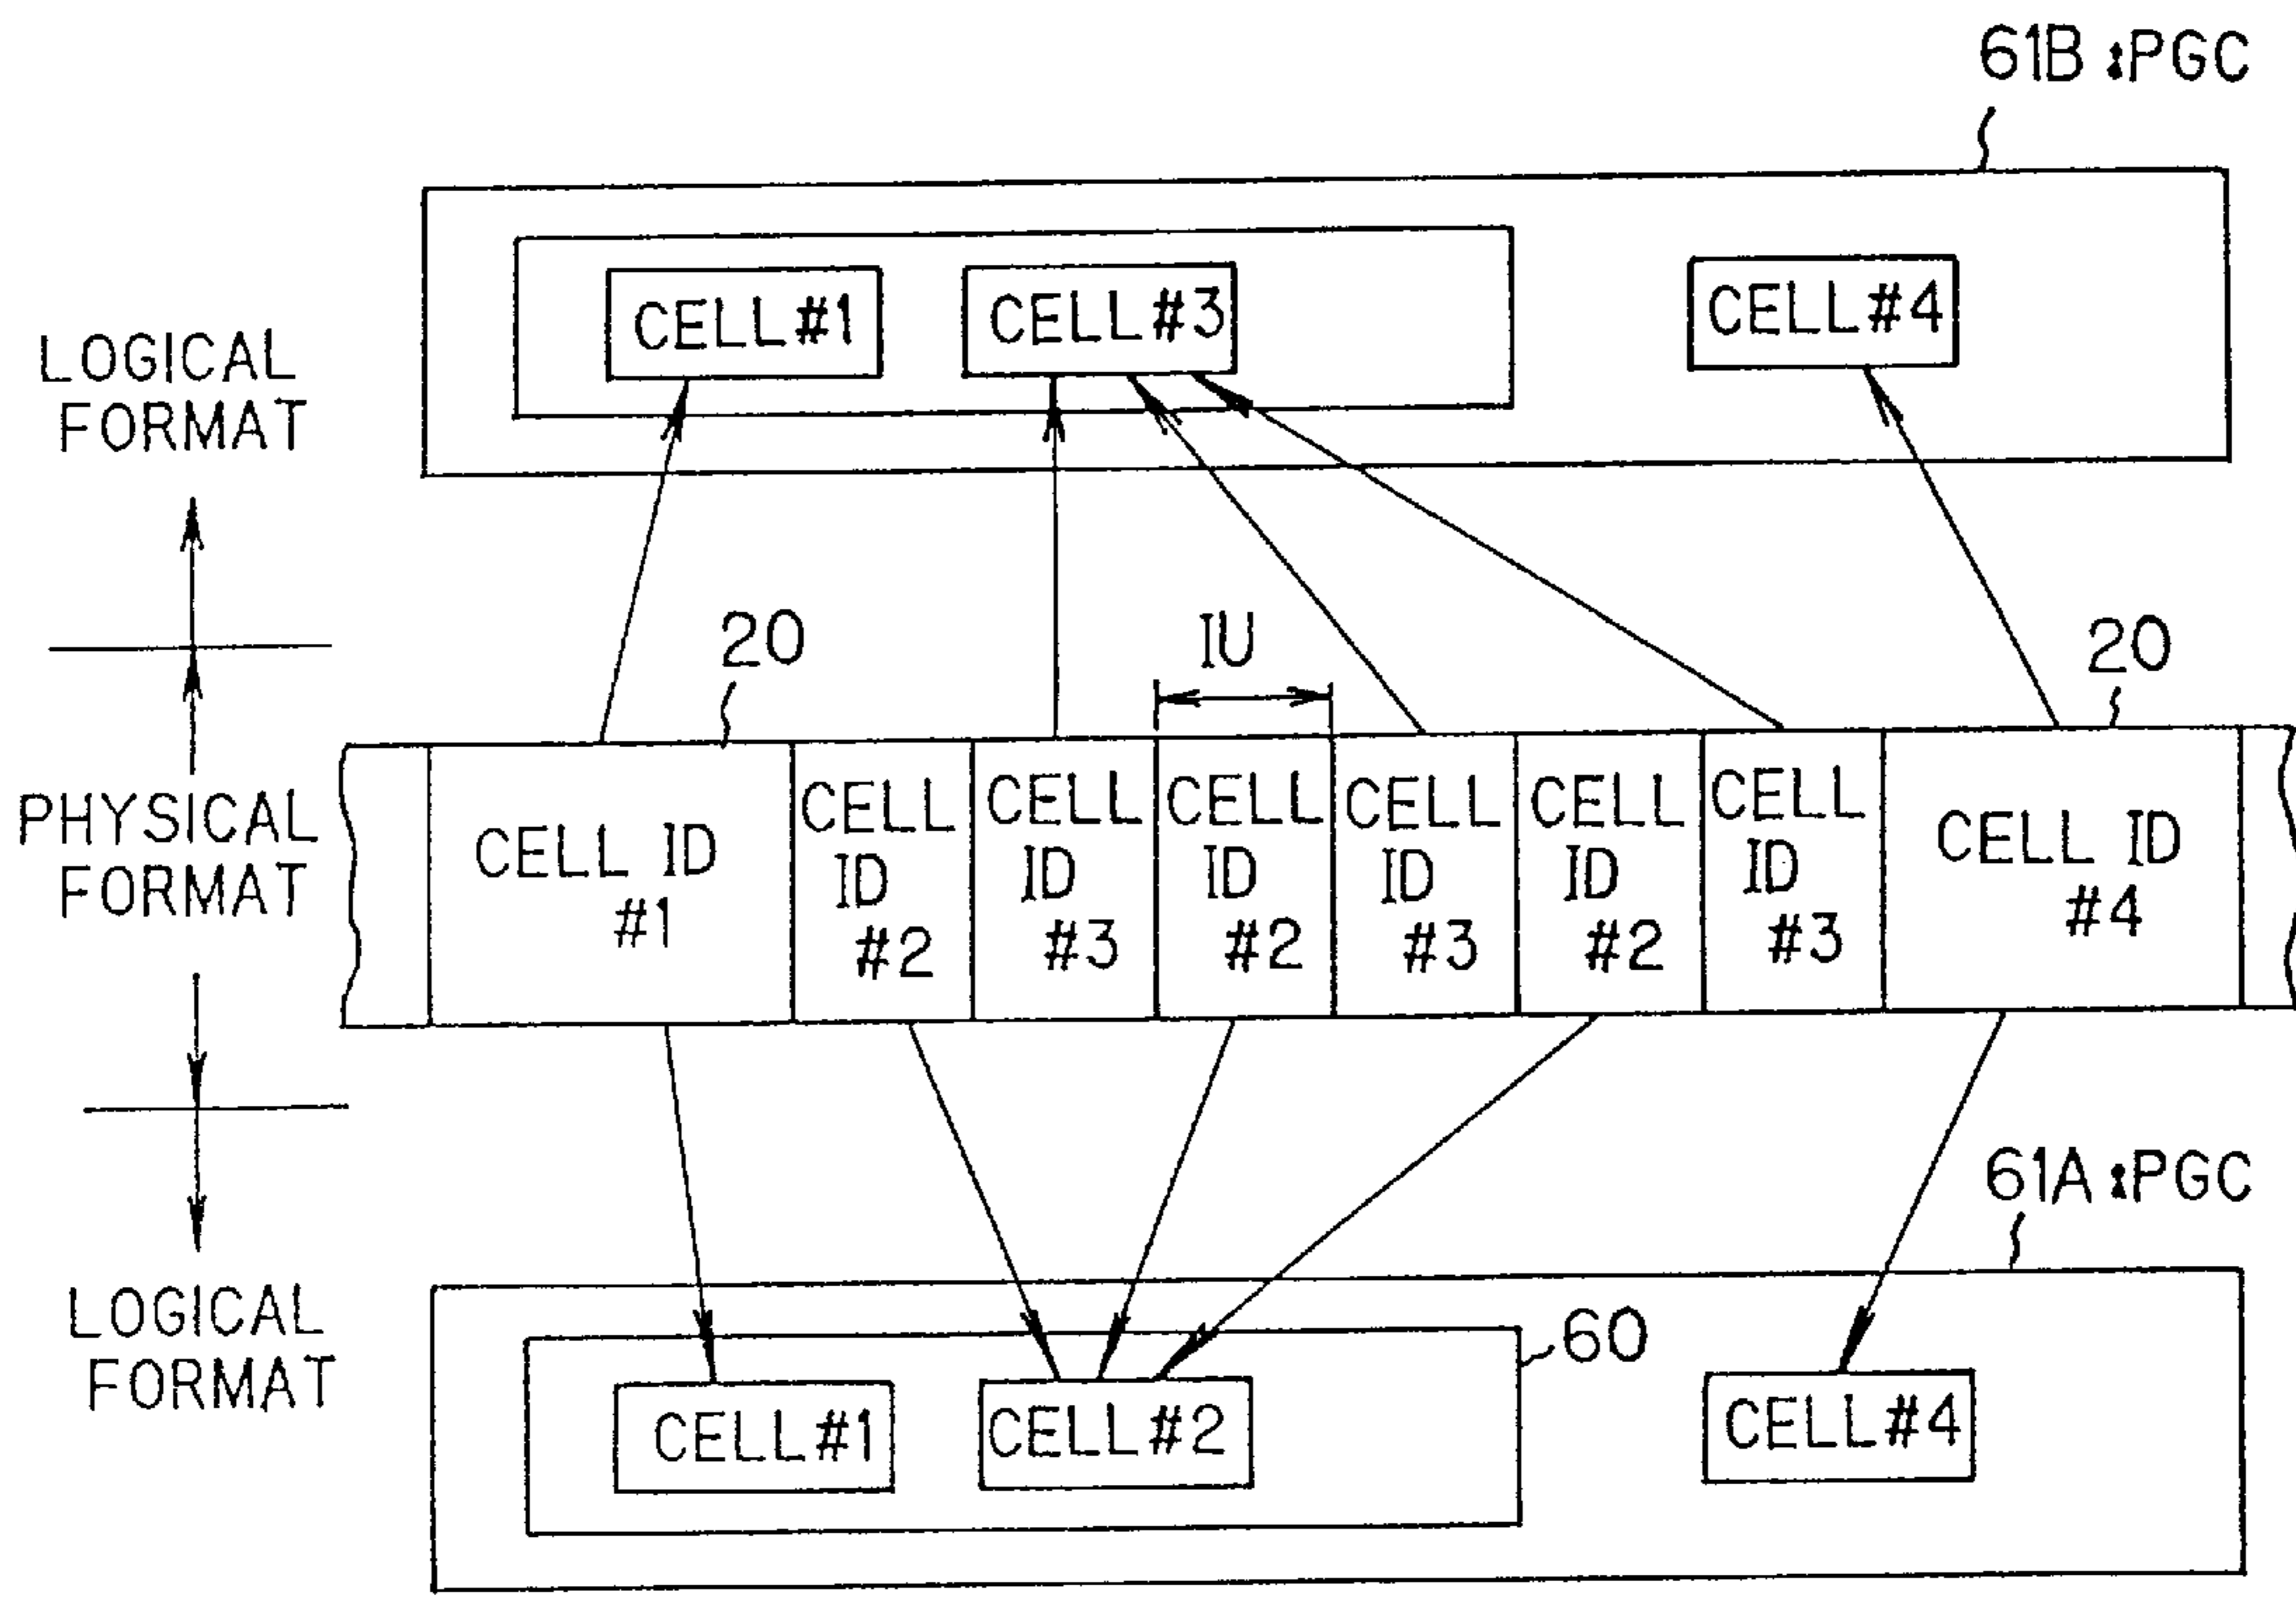 61B :PGC
CELL#1
CELL#3
CELL#4
LOGICAL
FORMAT
20
IU
20
PHYSICAL
FORMAT
CELL ID
#1
CELL
ID
#2
CELL
ID
#3
CELL
ID
#2
CELL
ID
#3
CELL
ID
#2
CELL
ID
#3
CELL ID
#4
61A :PGC
LOGICAL
FORMAT
60
CELL#1
CELL#2
CELL#4